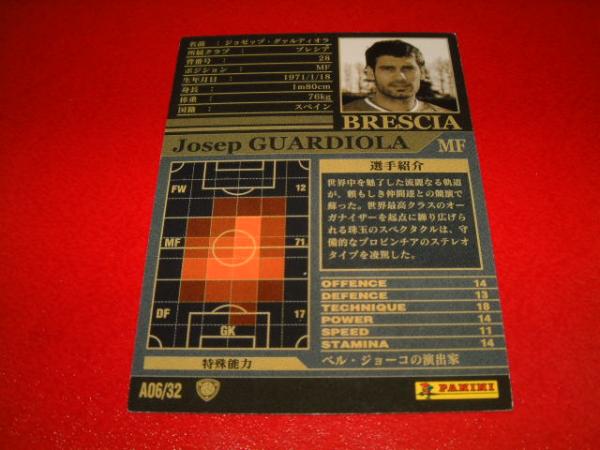 名前 : ジョゼップ・グァルディオラ
所属クラブ : ブレシア
背番号 : 28
ポジション : MF
生年月日 : 1971/1/18
身長 : 1m80cm
体重 : 76kg
国籍 : スペイン
BRESCIA
Josep GUARDIOLA MF
FW 12
MF 71
DF 17
GK
選手紹介
世界中を魅了した流麗なる軌道
が、頼もしき仲間達との競演で
蘇った。世界最高クラスのオー
ガナイザーを起点に繰り広げら
れる珠玉のスペクタクルは、守
備的なプロビンチアのステレオ
タイプを凌駕した。
OFFENCE 14
DEFENCE 13
TECHNIQUE 18
POWER 14
SPEED 11
STAMINA 14
特殊能力 ベル・ジョーコの演出家
A06/32 PANINI